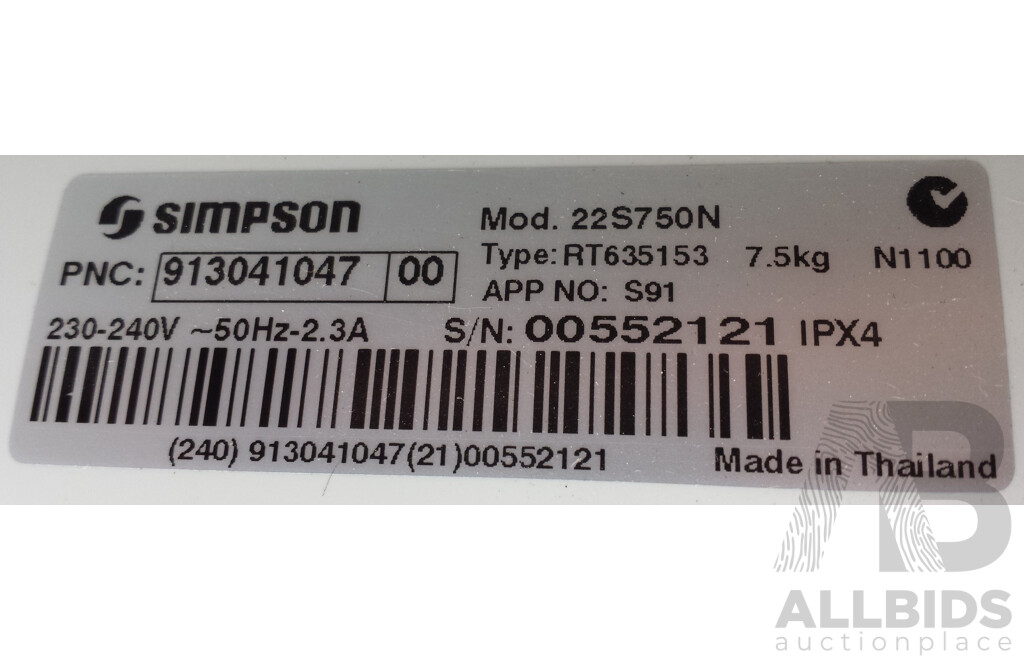 SIMPSON
Mod. 22S750N
PNC: 913041047 00
Type: RT635153 7.5kg N1100
APP NO: S91
230-240V ~50Hz-2.3A S/N: 00552121 IPX4
(240) 913041047(21)00552121
Made in Thailand
AB
ALLBIDS
auctionplace